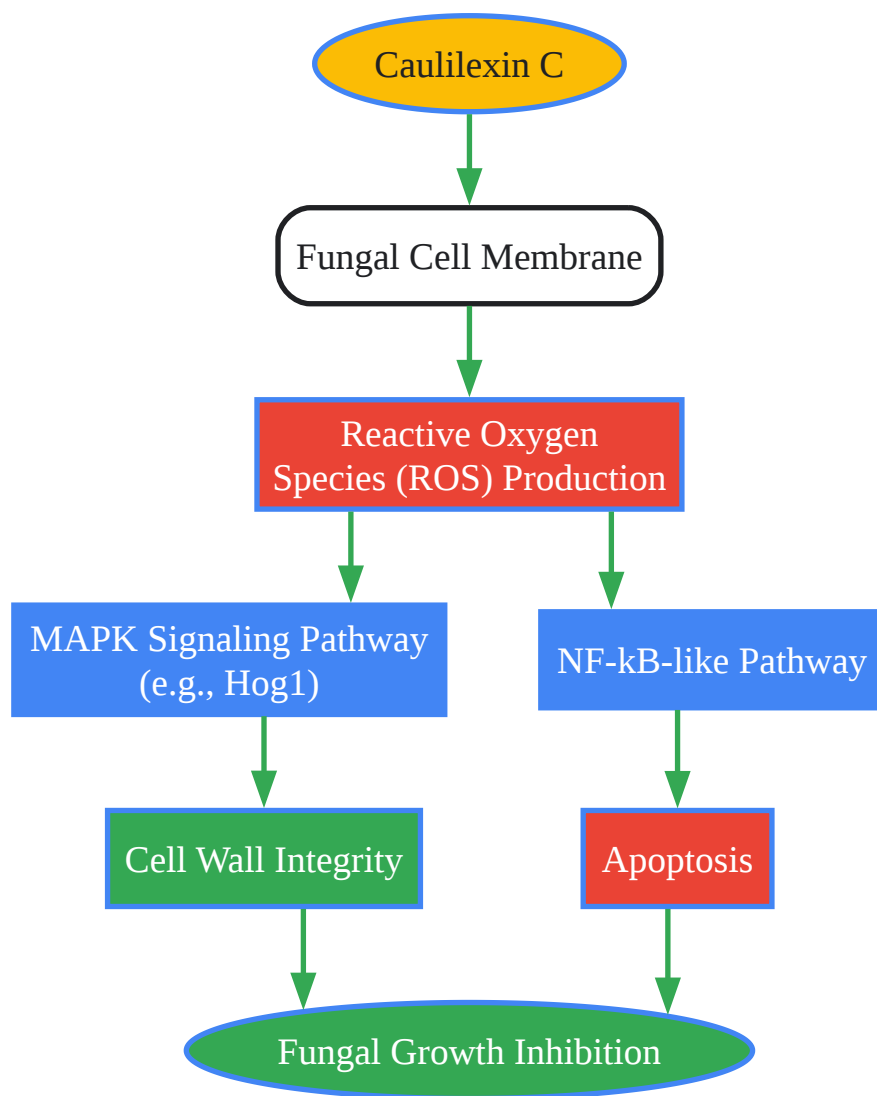 Caulilexin C
Fungal Cell Membrane
Reactive Oxygen
Species (ROS) Production
MAPK Signaling Pathway
(e.g., Hog1)
NF-kB-like Pathway
Cell Wall Integrity
Apoptosis
Fungal Growth Inhibition